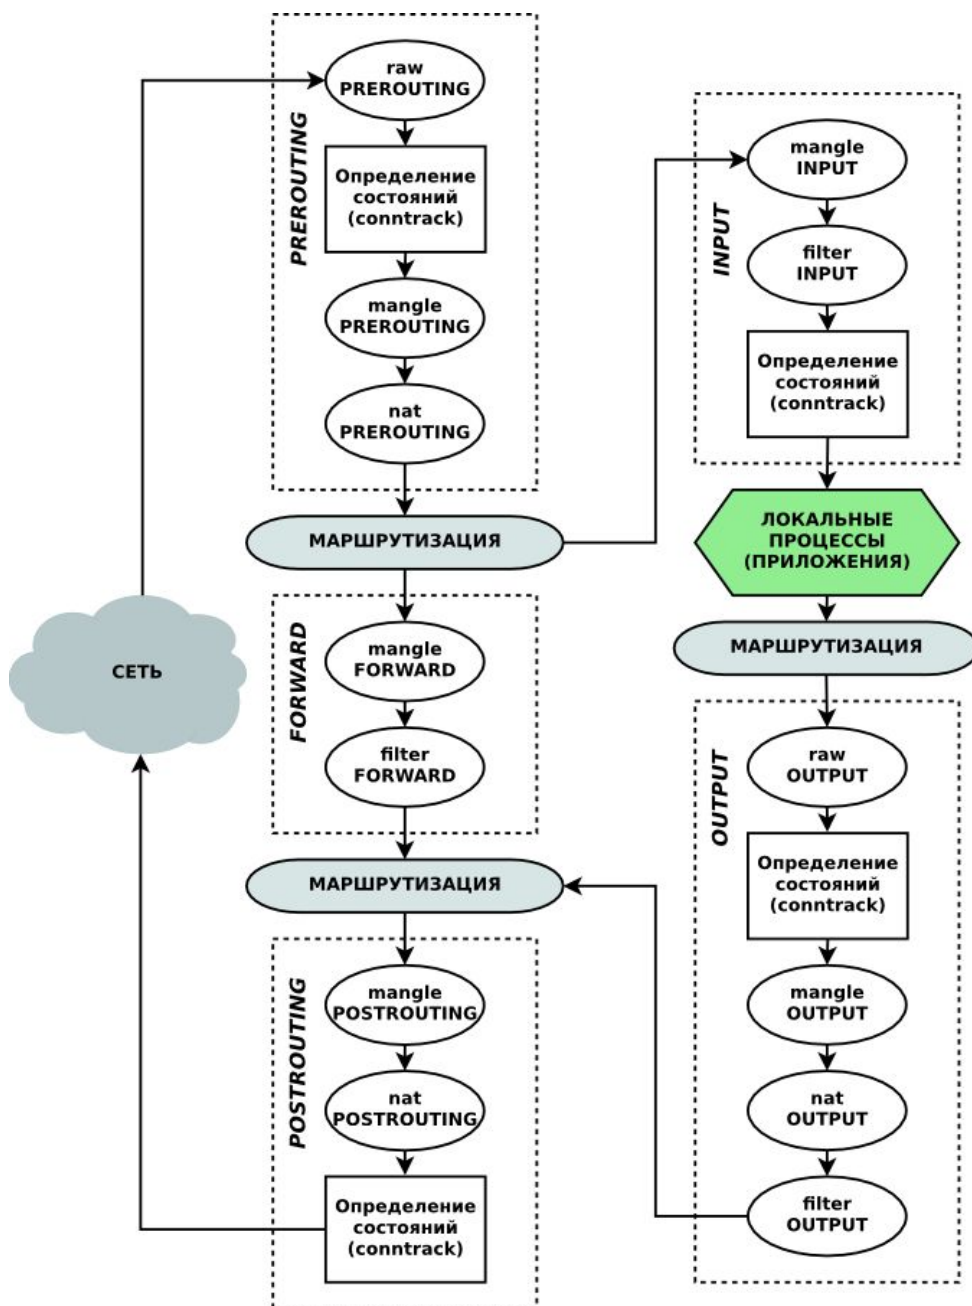 raw
PREROUTING
Определение
состояний
(conntrack)
mangle
PREROUTING
nat
PREROUTING
PREROUTING
МАРШРУТИЗАЦИЯ
mangle
INPUT
filter
INPUT
Определение
состояний
(conntrack)
INPUT
ЛОКАЛЬНЫЕ
ПРОЦЕССЫ
(ПРИЛОЖЕНИЯ)
МАРШРУТИЗАЦИЯ
СЕТЬ
mangle
FORWARD
filter
FORWARD
FORWARD
МАРШРУТИЗАЦИЯ
raw
OUTPUT
Определение
состояний
(conntrack)
mangle
OUTPUT
nat
OUTPUT
filter
OUTPUT
OUTPUT
mangle
POSTROUTING
nat
POSTROUTING
Определение
состояний
(conntrack)
POSTROUTING